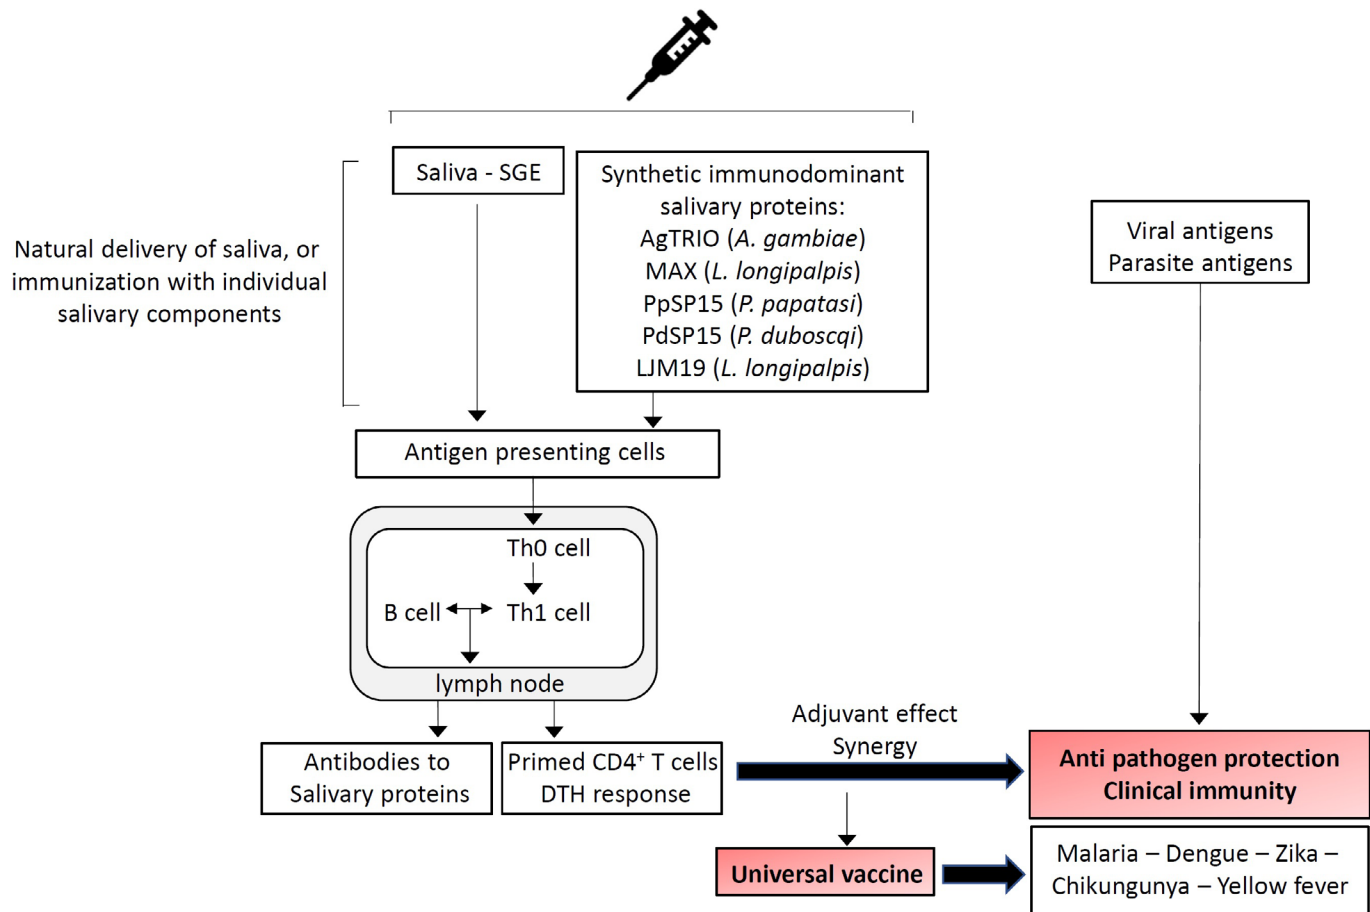 Saliva - SGE
Synthetic immunodominant
salivary proteins:
AgTRIO (A. gambiae)
MAX (L. longipalpis)
PpSP15 (P. papatasi)
PdSP15 (P. duboscqi)
LJM19 (L. longipalpis)
Natural delivery of saliva, or
immunization with individual
salivary components
Viral antigens
Parasite antigens
Antigen presenting cells
Th0 cell
B cell
Th1 cell
lymph node
Antibodies to
Salivary proteins
Primed CD4⁺ T cells
DTH response
Adjuvant effect
Synergy
Anti pathogen protection
Clinical immunity
Universal vaccine
Malaria – Dengue – Zika –
Chikungunya – Yellow fever